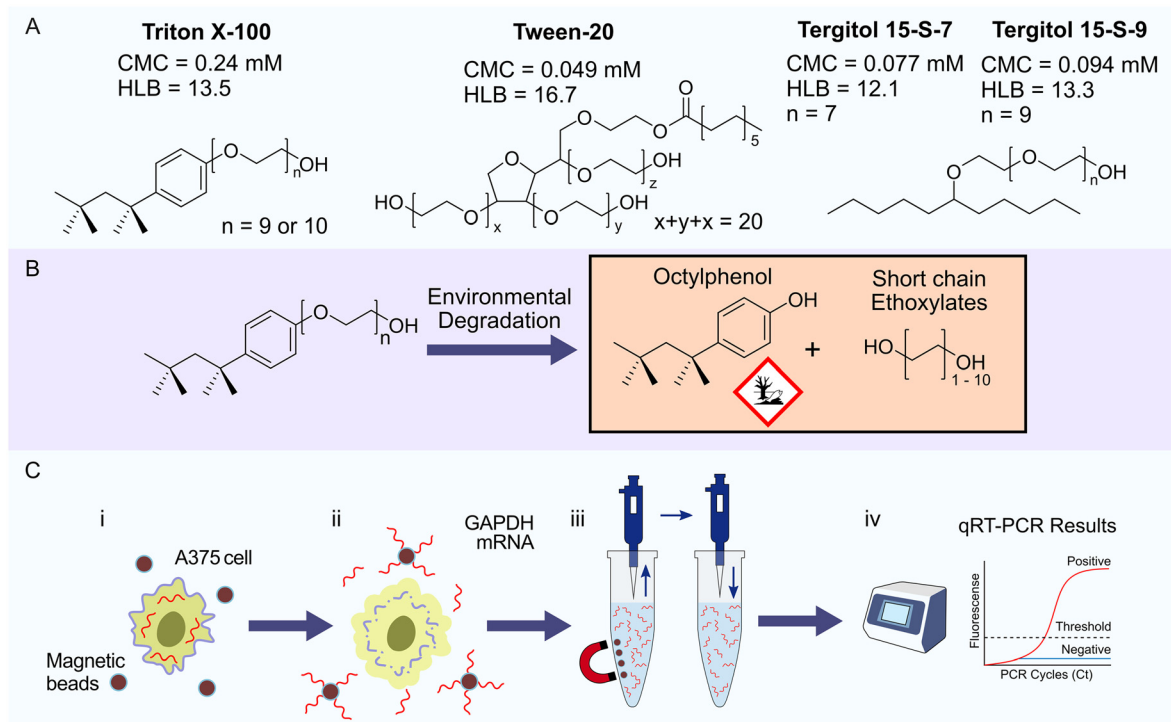 A
Triton X-100
CMC = 0.24 mM
HLB = 13.5
O
OH
n
n = 9 or 10
Tween-20
CMC = 0.049 mM
HLB = 16.7
O
O
O
5
O
O
OH
z
HO
O
x
O
OH
y
x+y+x = 20
Tergitol 15-S-7
CMC = 0.077 mM
HLB = 12.1
n = 7
Tergitol 15-S-9
CMC = 0.094 mM
HLB = 13.3
n = 9
O
O
OH
n
B
O
OH
n
Environmental
Degradation
Octylphenol
OH
+
Short chain
Ethoxylates
HO
OH
1 - 10
C
i
A375 cell
Magnetic
beads
ii
GAPDH
mRNA
iii
iv
qRT-PCR Results
Fluorescense
Positive
Threshold
Negative
PCR Cycles (Ct)